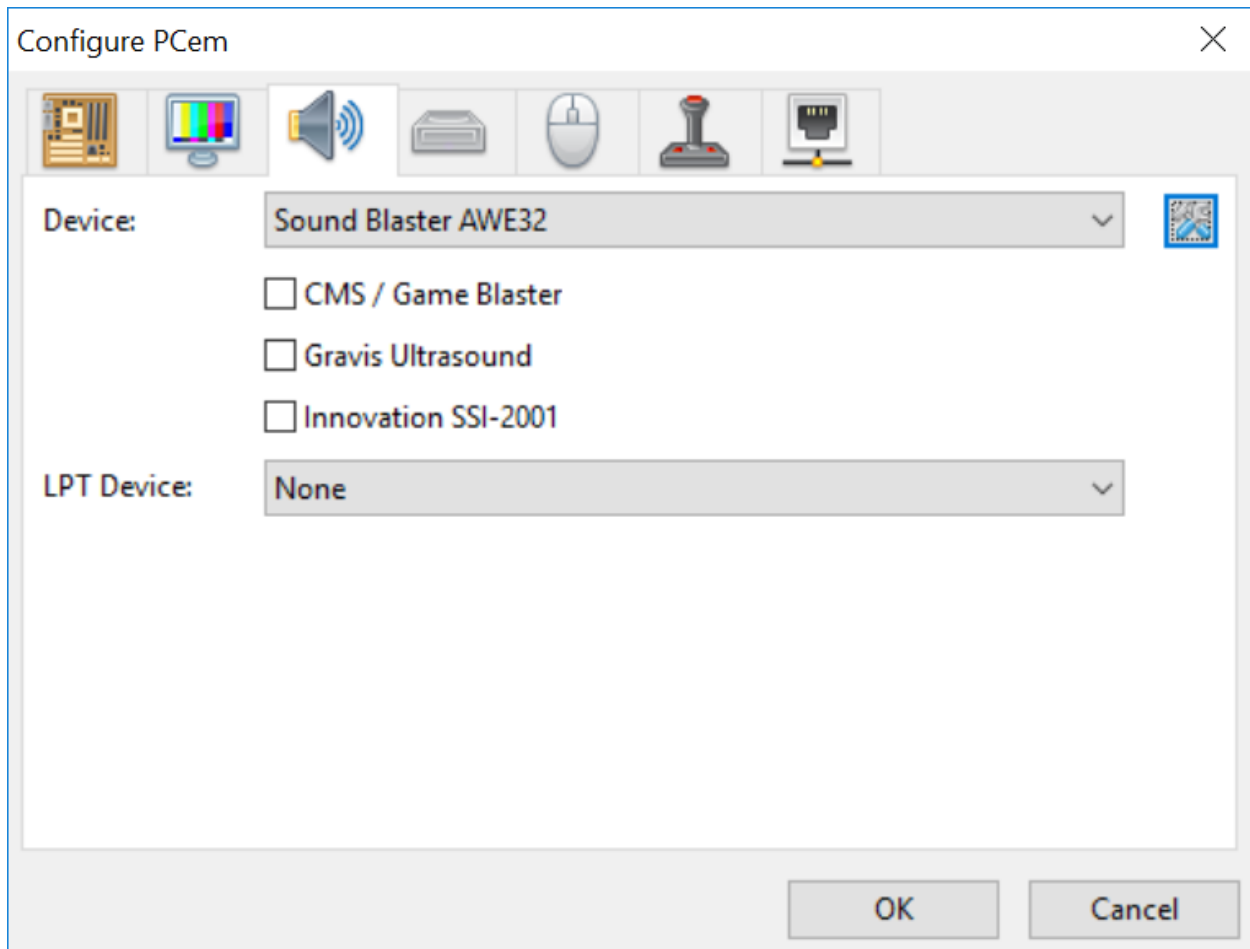 Configure PCem
Device: Sound Blaster AWE32
CMS / Game Blaster
Gravis Ultrasound
Innovation SSI-2001
LPT Device: None
OK Cancel